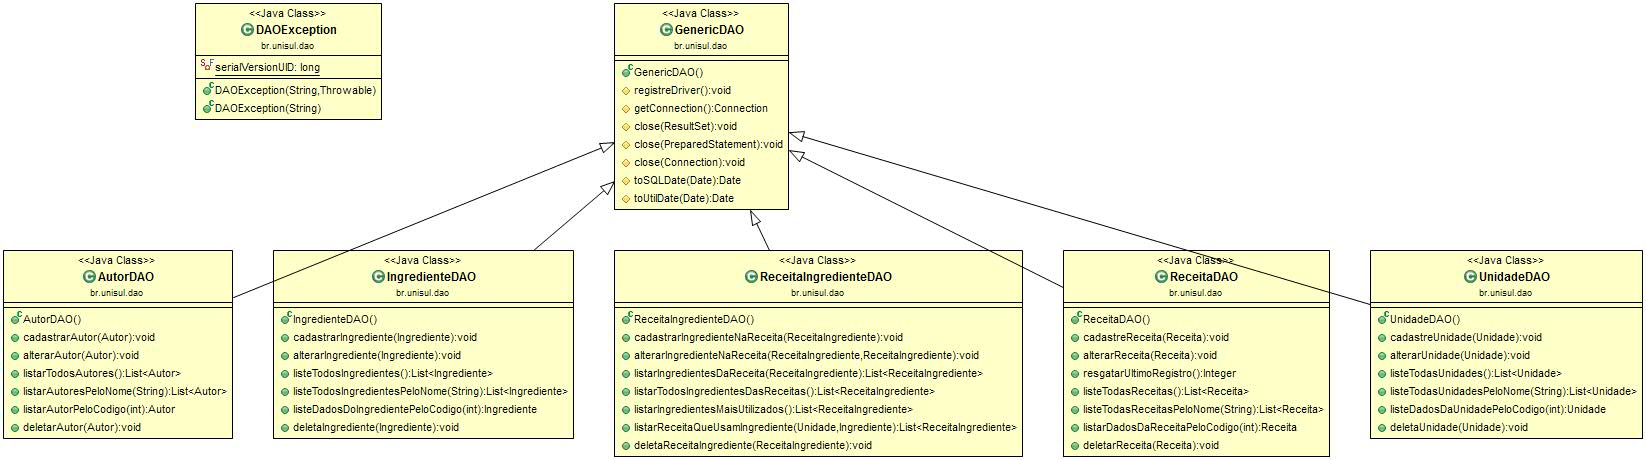 <<Java Class>>
DAOException
br.unisul.dao
serialVersionUID: long
DAOException(String,Throwable)
DAOException(String)
<<Java Class>>
GenericDAO
br.unisul.dao
GenericDAO()
registreDriver():void
getConnection():Connection
close(ResultSet):void
close(PreparedStatement):void
close(Connection):void
toSQLDate(Date):Date
toUtilDate(Date):Date
<<Java Class>>
AutorDAO
br.unisul.dao
AutorDAO()
cadastrarAutor(Autor):void
alterarAutor(Autor):void
listarTodosAutores():List<Autor>
listarAutoresPeloNome(String):List<Autor>
listarAutorPeloCodigo(int):Autor
deletarAutor(Autor):void
<<Java Class>>
IngredienteDAO
br.unisul.dao
IngredienteDAO()
cadastrarIngrediente(Ingrediente):void
alterarIngrediente(Ingrediente):void
listeTodosIngredientes():List<Ingrediente>
listeTodosIngredientesPeloNome(String):List<Ingrediente>
listeDadosDoIngredientePeloCodigo(int):Ingrediente
deletaIngrediente(Ingrediente):void
<<Java Class>>
ReceitaIngredienteDAO
br.unisul.dao
ReceitaIngredienteDAO()
cadastrarIngredienteNaReceita(ReceitaIngrediente):void
alterarIngredienteNaReceita(ReceitaIngrediente,ReceitaIngrediente):void
listarIngredientesDaReceita(ReceitaIngrediente):List<ReceitaIngrediente>
listarTodosIngredientesDasReceitas():List<ReceitaIngrediente>
listarIngredientesMaisUtilizados():List<ReceitaIngrediente>
listarReceitaQueUsamIngrediente(Unidade,Ingrediente):List<ReceitaIngrediente>
deletaReceitaIngrediente(ReceitaIngrediente):void
<<Java Class>>
ReceitaDAO
br.unisul.dao
ReceitaDAO()
cadastreReceita(Receita):void
alterarReceita(Receita):void
resgatarUltimoRegistro():Integer
listeTodasReceitas():List<Receita>
listeTodasReceitasPeloNome(String):List<Receita>
listarDadosDaReceitaPeloCodigo(int):Receita
deletarReceita(Receita):void
<<Java Class>>
UnidadeDAO
br.unisul.dao
UnidadeDAO()
cadastreUnidade(Unidade):void
alterarUnidade(Unidade):void
listeTodasUnidades():List<Unidade>
listeTodasUnidadesPeloNome(String):List<Unidade>
listeDadosDaUnidadePeloCodigo(int):Unidade
deletaUnidade(Unidade):void